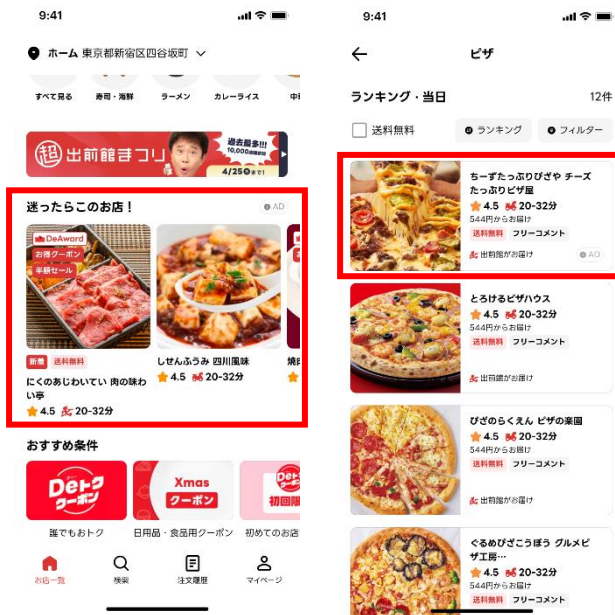 9:41
ホーム 東京都新宿区四谷坂町
すべて見る 寿司・海鮮 ラーメン カレーライス 中
超 出前館まつり
過去最多!!!
4/25 まで!
迷ったらこのお店！
AD
DeAward
お得クーポン
半額セール
新着 送料無料
にくのあじわいてい 肉の味わ
い亭
4.5 20-32分
しせんふうみ 四川風味
4.5 20-32分
おすすめ条件
Deトク
クーポン
Xmas
クーポン
初回限
誰でもおトク 日用品・食品用クーポン 初めてのお店
お店一覧 検索 注文履歴 マイページ
9:41
ピザ
ランキング・当日 12件
送料無料 ランキング フィルター
ちーずたっぷりぴざや チーズ
たっぷりピザ屋
4.5 20-32分
544円からお届け
送料無料 フリーコメント
出前館がお届け AD
とろけるピザハウス
4.5 20-32分
544円からお届け
送料無料 フリーコメント
出前館がお届け
ぴざのらくえん ピザの楽園
4.5 20-32分
544円からお届け
送料無料 フリーコメント
出前館がお届け
ぐるめぴざこうぼう グルメピ
ザ工房…
4.5 20-32分
544円からお届け
送料無料 フリーコメント